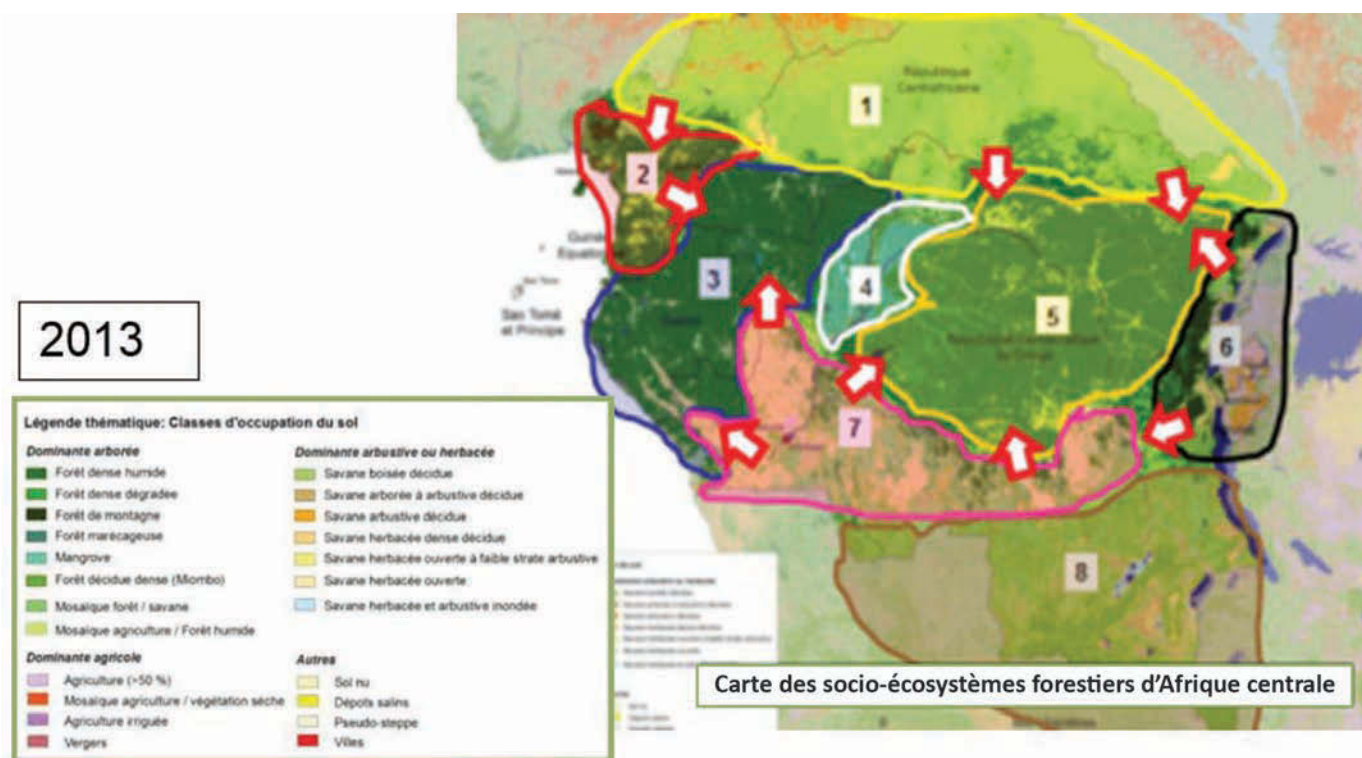 République
Centrafricaine
1
2
3
4
5
6
7
8
Sao Tomé
et Principe
2013
Légende thématique: Classes d'occupation du sol
Dominante arborée
Forêt dense humide
Forêt dense dégradée
Forêt de montagne
Forêt marécageuse
Mangrove
Forêt décidue dense (Miombo)
Mosaïque forêt / savane
Mosaïque agriculture / Forêt humide
Dominante arbustive ou herbacée
Savane boisée décidue
Savane arborée à arbustive décidue
Savane arbustive décidue
Savane herbacée dense décidue
Savane herbacée ouverte à faible strate arbustive
Savane herbacée ouverte
Savane herbacée et arbustive inondée
Dominante agricole
Agriculture (>50 %)
Mosaïque agriculture / végétation sèche
Agriculture irriguée
Vergers
Autres
Sol nu
Dépots salins
Pseudo-steppe
Villes
Carte des socio-écosystèmes forestiers d'Afrique centrale